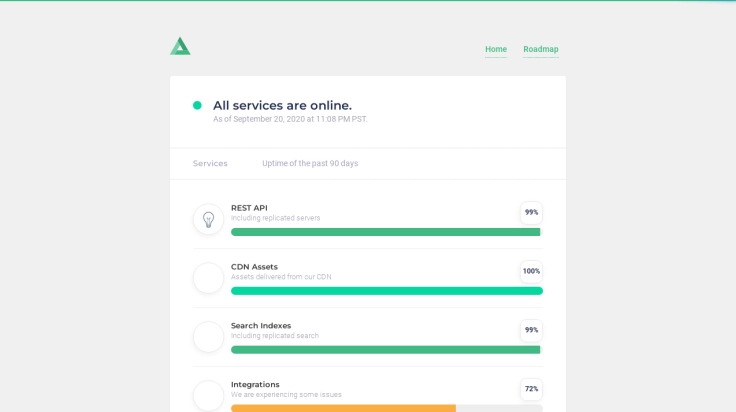 Home Roadmap
All services are online.
As of September 20, 2020 at 11:08 PM PST.
Services Uptime of the past 90 days
REST API
Including replicated servers
99%
CDN Assets
Assets delivered from our CDN
100%
Search Indexes
Including replicated search
99%
Integrations
We are experiencing some issues
72%